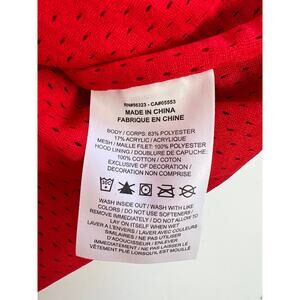 RN#56323 - CA#05553
MADE IN CHINA
FABRIQUE EN CHINE
BODY / CORPS: 83% POLYESTER
17% ACRYLIC / ACRYLIQUE
MESH / MAILLE FILET: 100% POLYESTER
HOOD LINING / DOUBLURE DE CAPUCHE:
100% COTTON / COTON
EXCLUSIVE OF DECORATION /
DECORATION NON COMPRISE
WASH INSIDE OUT / WASH WITH LIKE
COLORS / DO NOT USE SOFTENERS /
REMOVE IMMEDIATELY / DO NOT ALLOW TO
LAY OVER ITSELF WHEN WET
LAVER A L'ENVERS / LAVER AVEC COULEURS
SIMILAIRES / NE PAS UTILISER
D'ADOUCISSEUR / ENLEVER
IMMEDIATEMENT / NE PAS LAISSER LE
VÊTEMENT PLIE LORSQU'IL EST MOUILLÉ